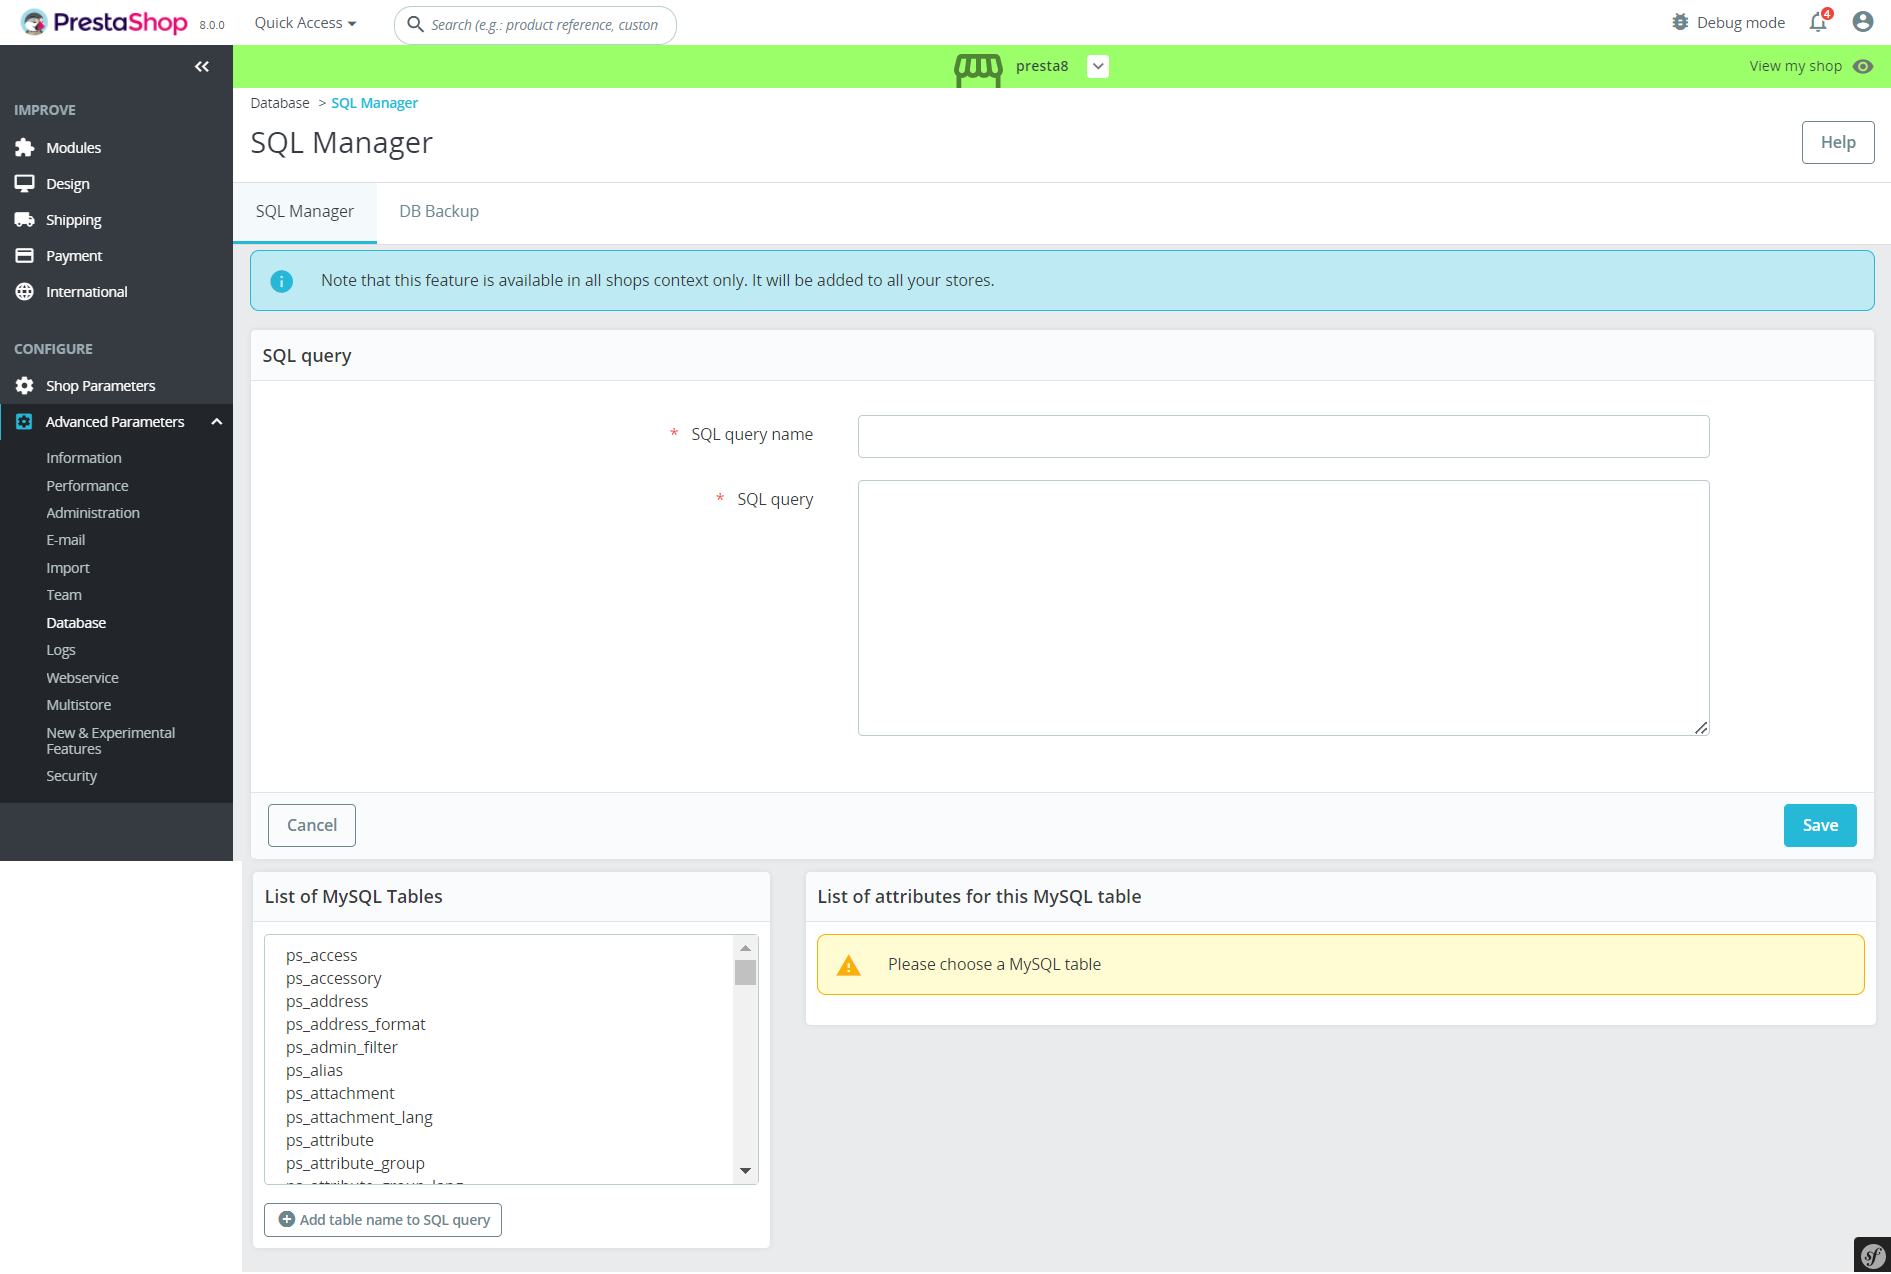 PrestaShop 8.0.0
Quick Access
Search (e.g.: product reference, custon
Debug mode
4
presta8
View my shop
IMPROVE
Modules
Design
Shipping
Payment
International
CONFIGURE
Shop Parameters
Advanced Parameters
Information
Performance
Administration
E-mail
Import
Team
Database
Logs
Webservice
Multistore
New & Experimental
Features
Security
Database > SQL Manager
SQL Manager
Help
SQL Manager
DB Backup
Note that this feature is available in all shops context only. It will be added to all your stores.
SQL query
* SQL query name
* SQL query
Cancel
Save
List of MySQL Tables
ps_access
ps_accessory
ps_address
ps_address_format
ps_admin_filter
ps_alias
ps_attachment
ps_attachment_lang
ps_attribute
ps_attribute_group
ps_attribute_group_lang
Add table name to SQL query
List of attributes for this MySQL table
Please choose a MySQL table
sf